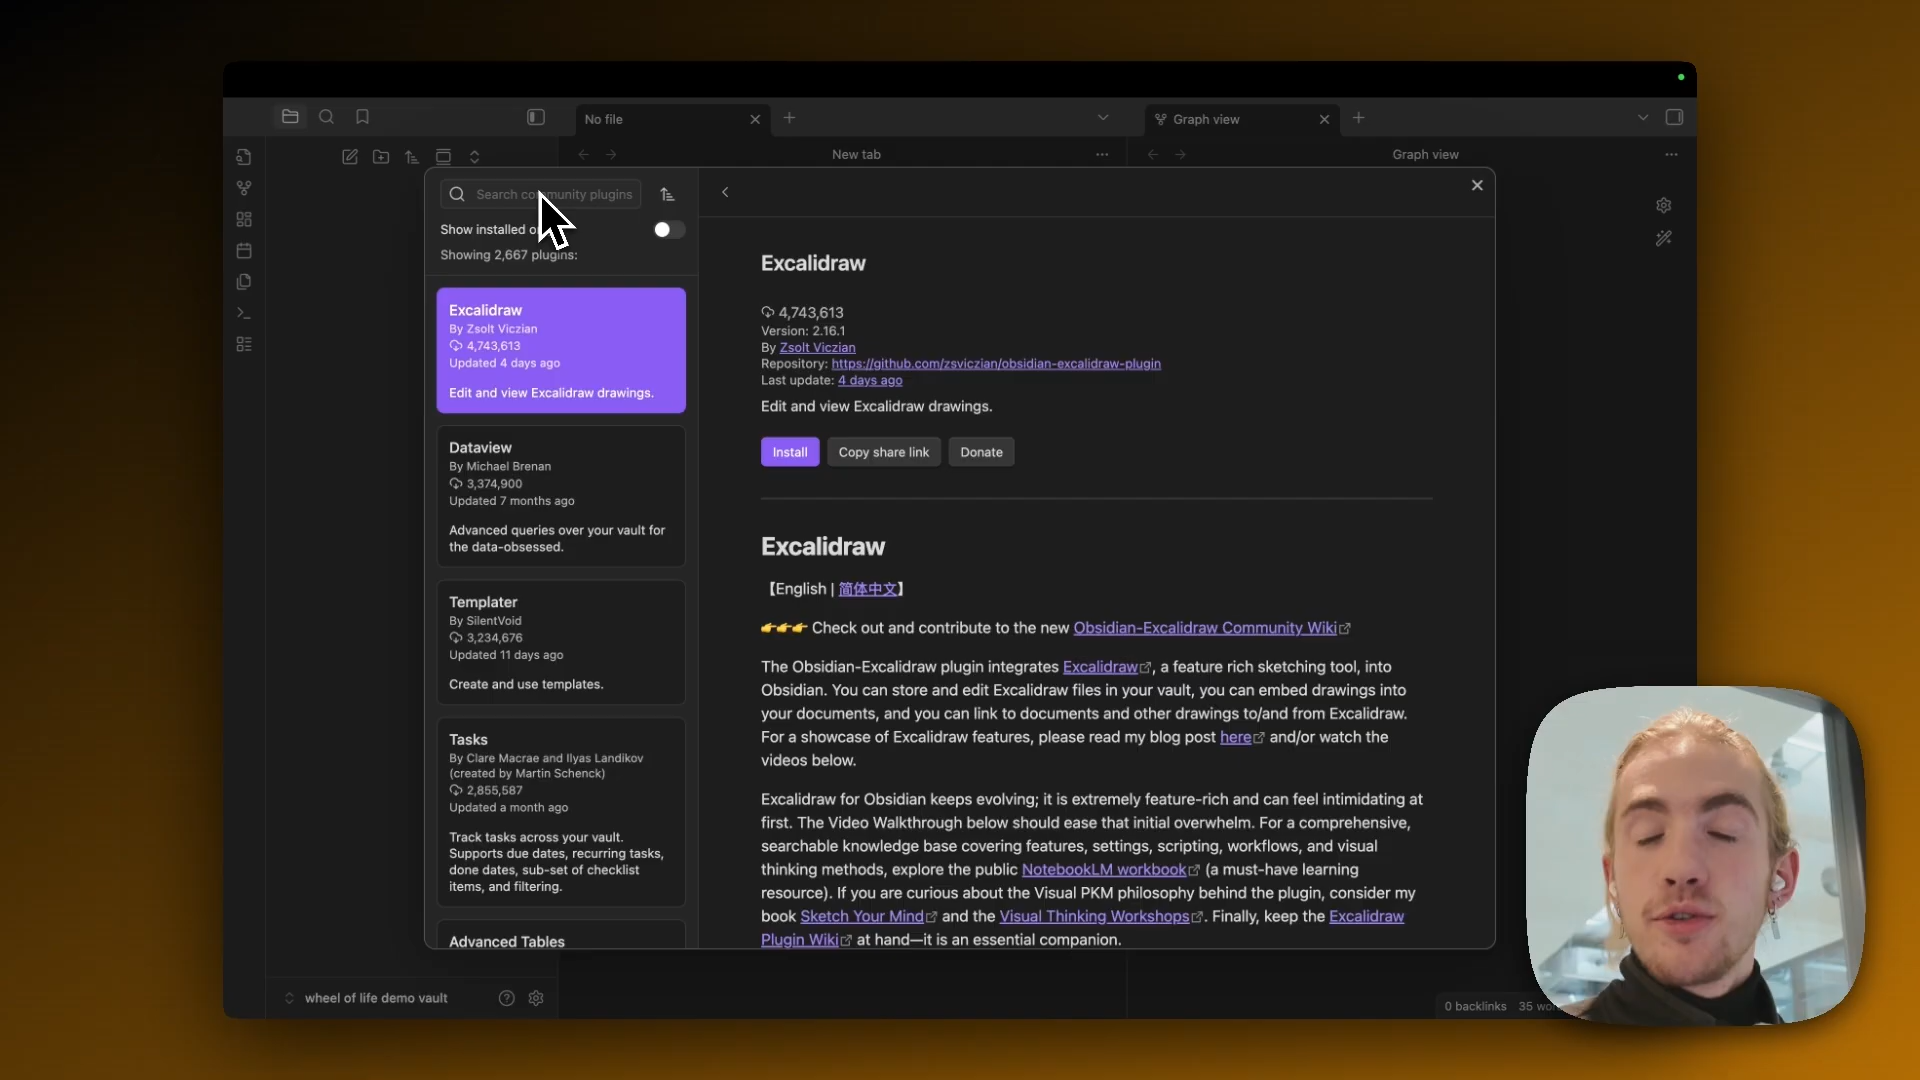 No file
Graph view
New tab
Graph view
Search community plugins
Show installed o
Showing 2,667 plugins:
Excalidraw
By Zsolt Viczian
4,743,613
Updated 4 days ago
Edit and view Excalidraw drawings.
Dataview
By Michael Brenan
3,374,900
Updated 7 months ago
Advanced queries over your vault for
the data-obsessed.
Templater
By SilentVoid
3,234,676
Updated 11 days ago
Create and use templates.
Tasks
By Clare Macrae and Ilyas Landikov
(created by Martin Schenck)
2,855,587
Updated a month ago
Track tasks across your vault.
Supports due dates, recurring tasks,
done dates, sub-set of checklist
items, and filtering.
Advanced Tables
Excalidraw
4,743,613
Version: 2.16.1
By Zsolt Viczian
Repository: https://github.com/zsviczian/obsidian-excalidraw-plugin
Last update: 4 days ago
Edit and view Excalidraw drawings.
Install
Copy share link
Donate
Excalidraw
【English | 简体中文】
👉👉👉 Check out and contribute to the new Obsidian-Excalidraw Community Wiki
The Obsidian-Excalidraw plugin integrates Excalidraw, a feature rich sketching tool, into
Obsidian. You can store and edit Excalidraw files in your vault, you can embed drawings into
your documents, and you can link to documents and other drawings to/and from Excalidraw.
For a showcase of Excalidraw features, please read my blog post here and/or watch the
videos below.
Excalidraw for Obsidian keeps evolving; it is extremely feature-rich and can feel intimidating at
first. The Video Walkthrough below should ease that initial overwhelm. For a comprehensive,
searchable knowledge base covering features, settings, scripting, workflows, and visual
thinking methods, explore the public NotebookLM workbook (a must-have learning
resource). If you are curious about the Visual PKM philosophy behind the plugin, consider my
book Sketch Your Mind and the Visual Thinking Workshops. Finally, keep the Excalidraw
Plugin Wiki at hand—it is an essential companion.
wheel of life demo vault
0 backlinks
35 wor